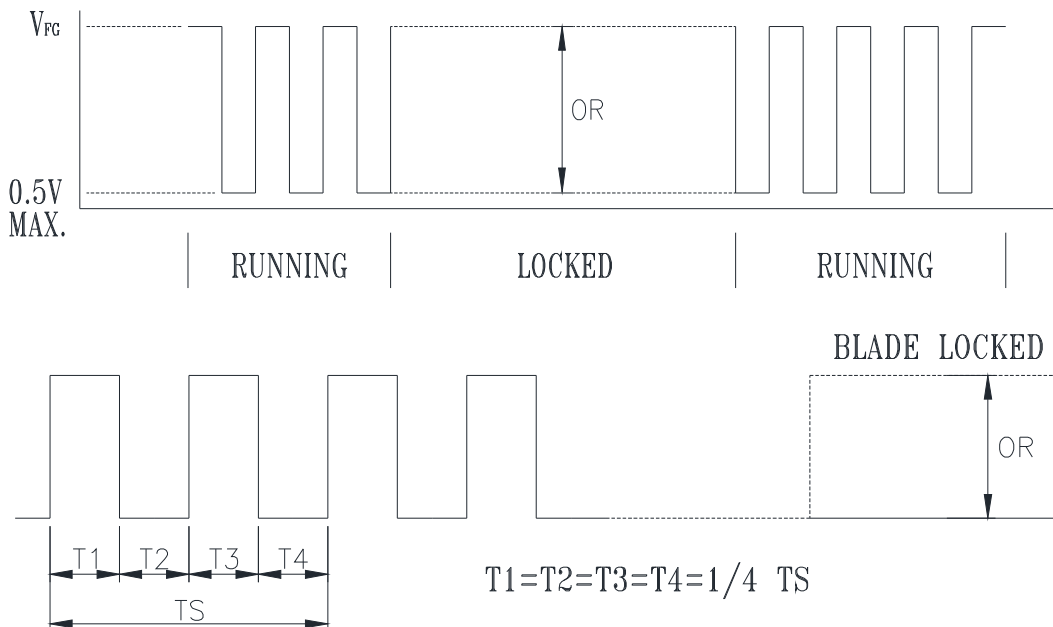 VFG
OR
0.5V
MAX.
RUNNING LOCKED RUNNING
BLADE LOCKED
OR
T1 T2 T3 T4
T1=T2=T3=T4=1/4 TS
TS